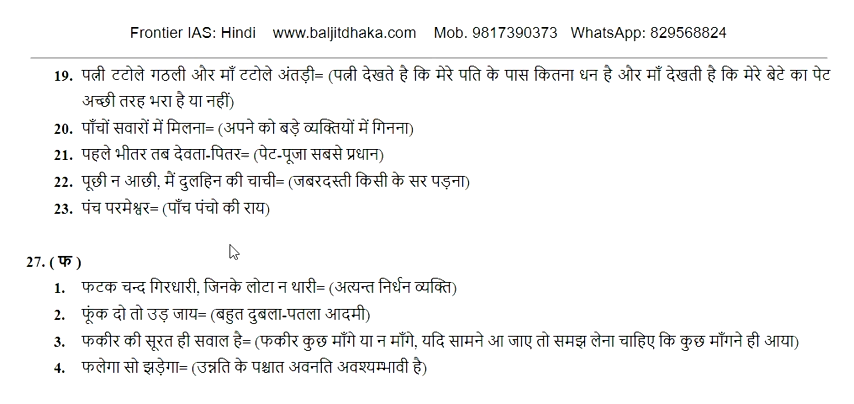 Frontier IAS: Hindi www.baljitdhaka.com Mob. 9817390373 WhatsApp: 829568824
19. पत्नी टटोले गठली और माँ टटोले अंतड़ी= (पत्नी देखते है कि मेरे पति के पास कितना धन है और माँ देखती है कि मेरे बेटे का पेट
अच्छी तरह भरा है या नहीं)
20. पाँचों सवारों में मिलना= (अपने को बड़े व्यक्तियों में गिनना)
21. पहले भीतर तब देवता-पितर= (पेट-पूजा सबसे प्रधान)
22. पूछी न आछी, मैं दुलहिन की चाची= (जबरदस्ती किसी के सर पड़ना)
23. पंच परमेश्वर= (पाँच पंचो की राय)
27. ( फ )
1. फटक चन्द गिरधारी, जिनके लोटा न थारी= (अत्यन्त निर्धन व्यक्ति)
2. फूंक दो तो उड़ जाय= (बहुत दुबला-पतला आदमी)
3. फकीर की सूरत ही सवाल है= (फकीर कुछ माँगे या न माँगे, यदि सामने आ जाए तो समझ लेना चाहिए कि कुछ माँगने ही आया)
4. फलेगा सो झड़ेगा= (उन्नति के पश्चात अवनति अवश्यम्भावी है)